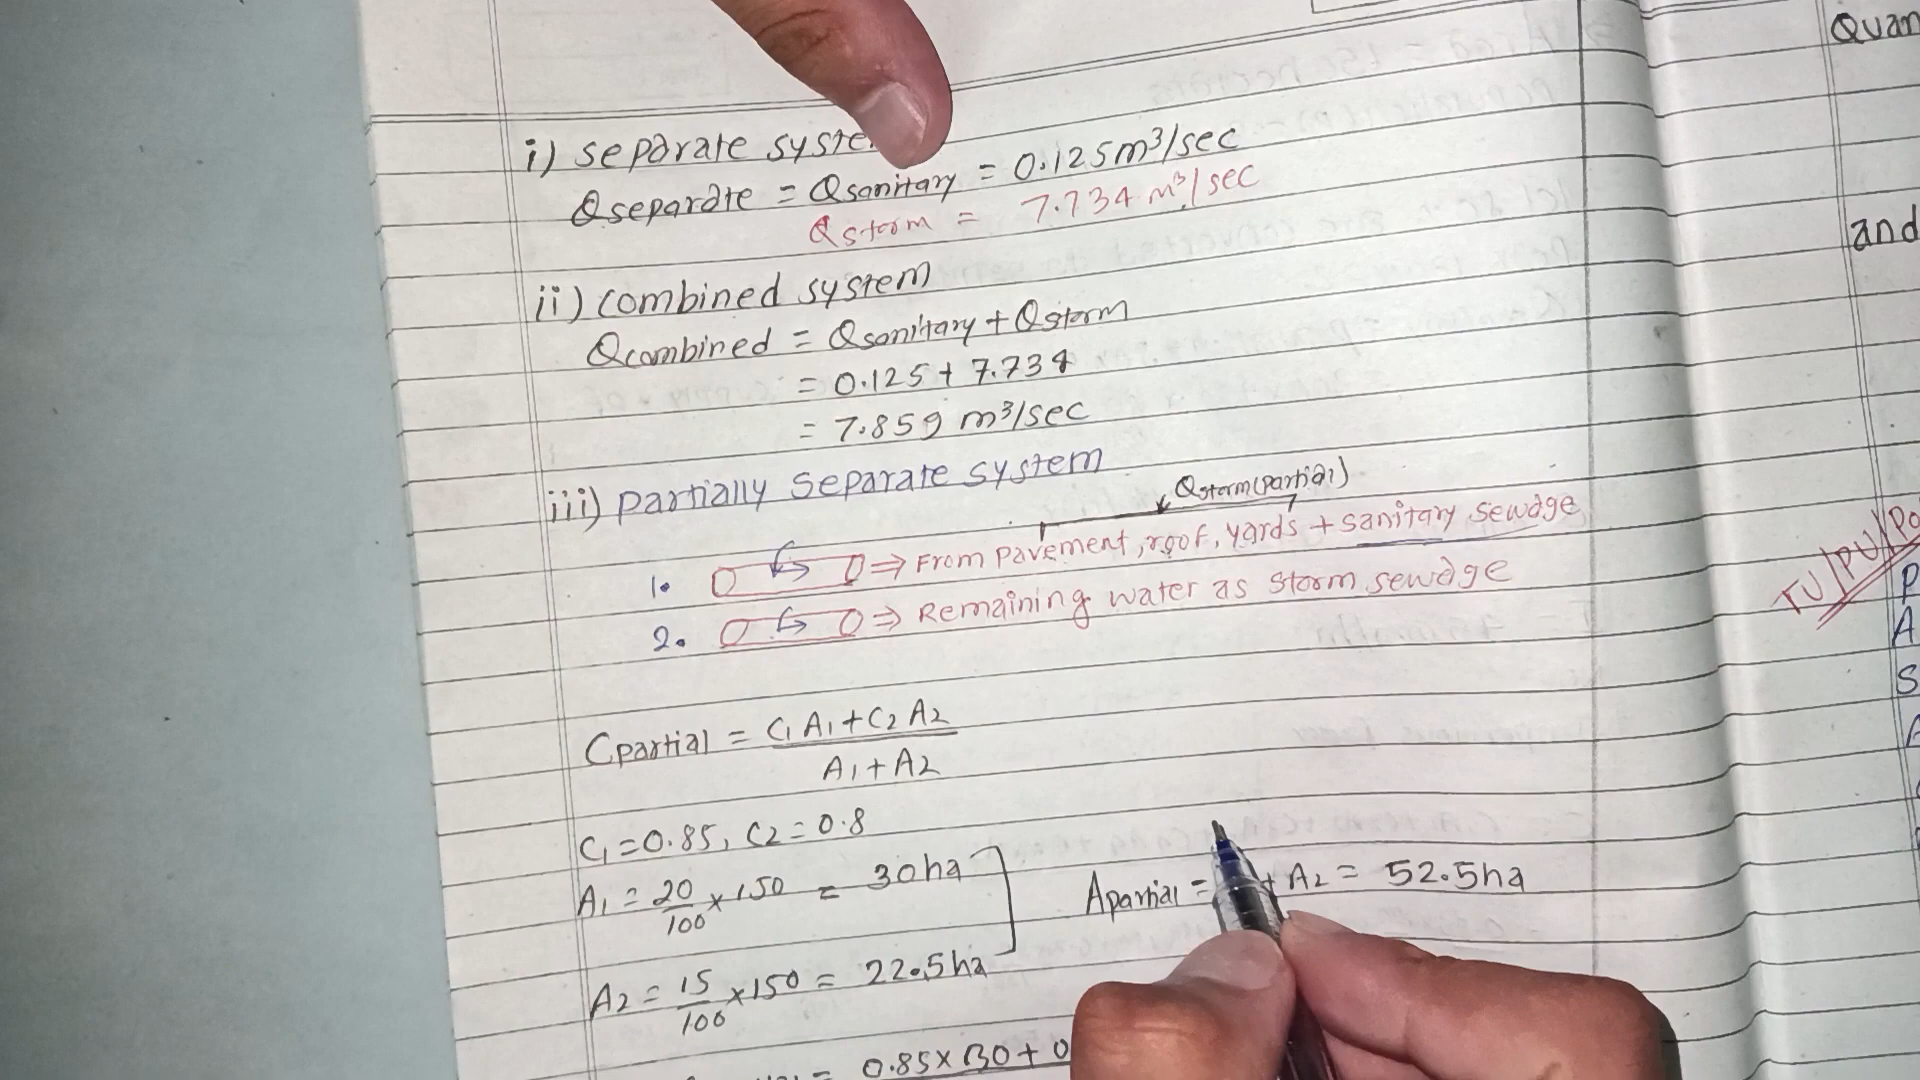 i) separate syste
Qseparate = Qsanitary = 0.125m³/sec
Qstorm = 7.734 m³/sec
ii) combined system
Qcombined = Qsanitary + Qstorm
= 0.125 + 7.734
= 7.859 m³/sec
iii) partially separate system
Qstorm(partial)
1. ⇒ From pavement, roof, yards + sanitary sewage
2. ⇒ Remaining water as storm sewage
Cpartial = C1 A1 + C2 A2
A1 + A2
C1 = 0.85, C2 = 0.8
A1 = 20/100 × 150 = 30ha
Apartial = + A2 = 52.5ha
A2 = 15/100 × 150 = 22.5ha
= 0.85 × 30 + 0
Quan
and
TU/PU/Po
P
A
S
A